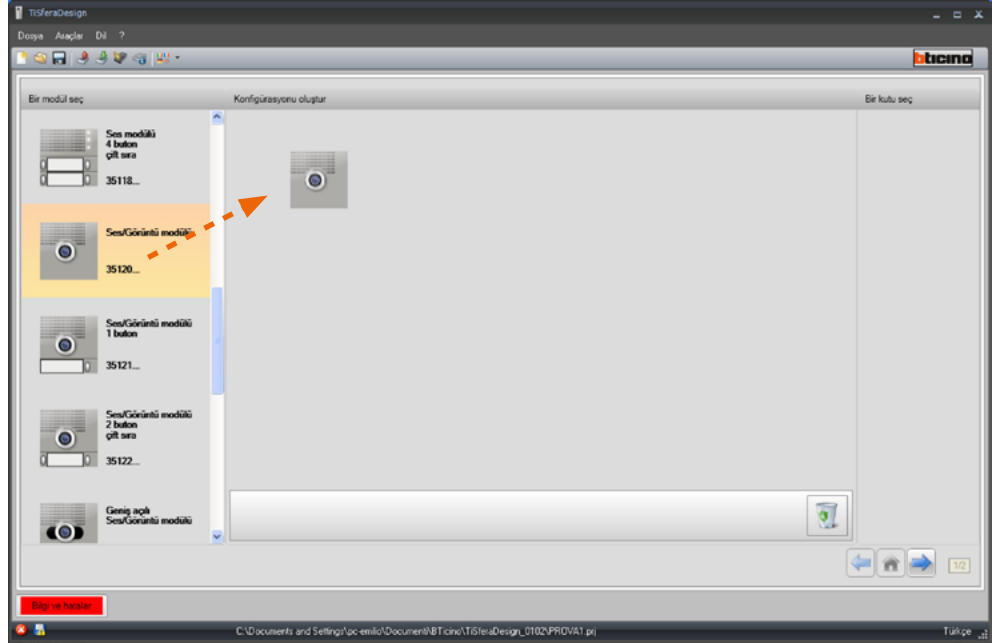 TiSferaDesign
Dosya Araçlar Dil ?
bticino
Bir modül seç
Konfigürasyonu oluştur
Bir kutu seç
Ses modülü
4 buton
çift sıra
35118...
Ses/Görüntü modülü
35120...
Ses/Görüntü modülü
1 buton
35121...
Ses/Görüntü modülü
2 buton
çift sıra
35122...
Geniş açılı
Ses/Görüntü modülü
1/2
Bilgi ve hatalar
C:\Documents and Settings\pc-emilio\Documenti\BTicino\TiSferaDesign_0102\PROVA1.prj
Türkçe